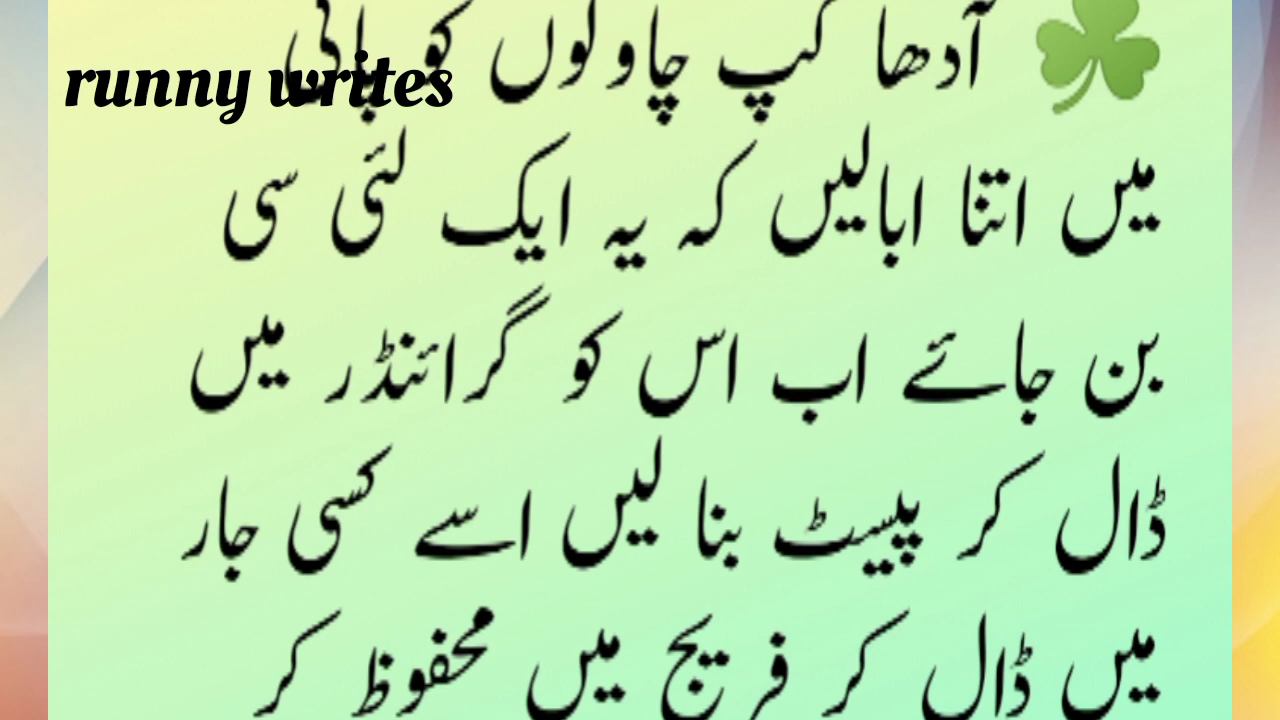 آدھا کپ چاولوں کو پانی
runny writes
میں اتنا ابالیں کہ یہ ایک لئی سی
بن جائے اب اس کو گرائنڈر میں
ڈال کر پیسٹ بنا لیں اسے کسی جار
میں ڈال کر فریج میں محفوظ کر